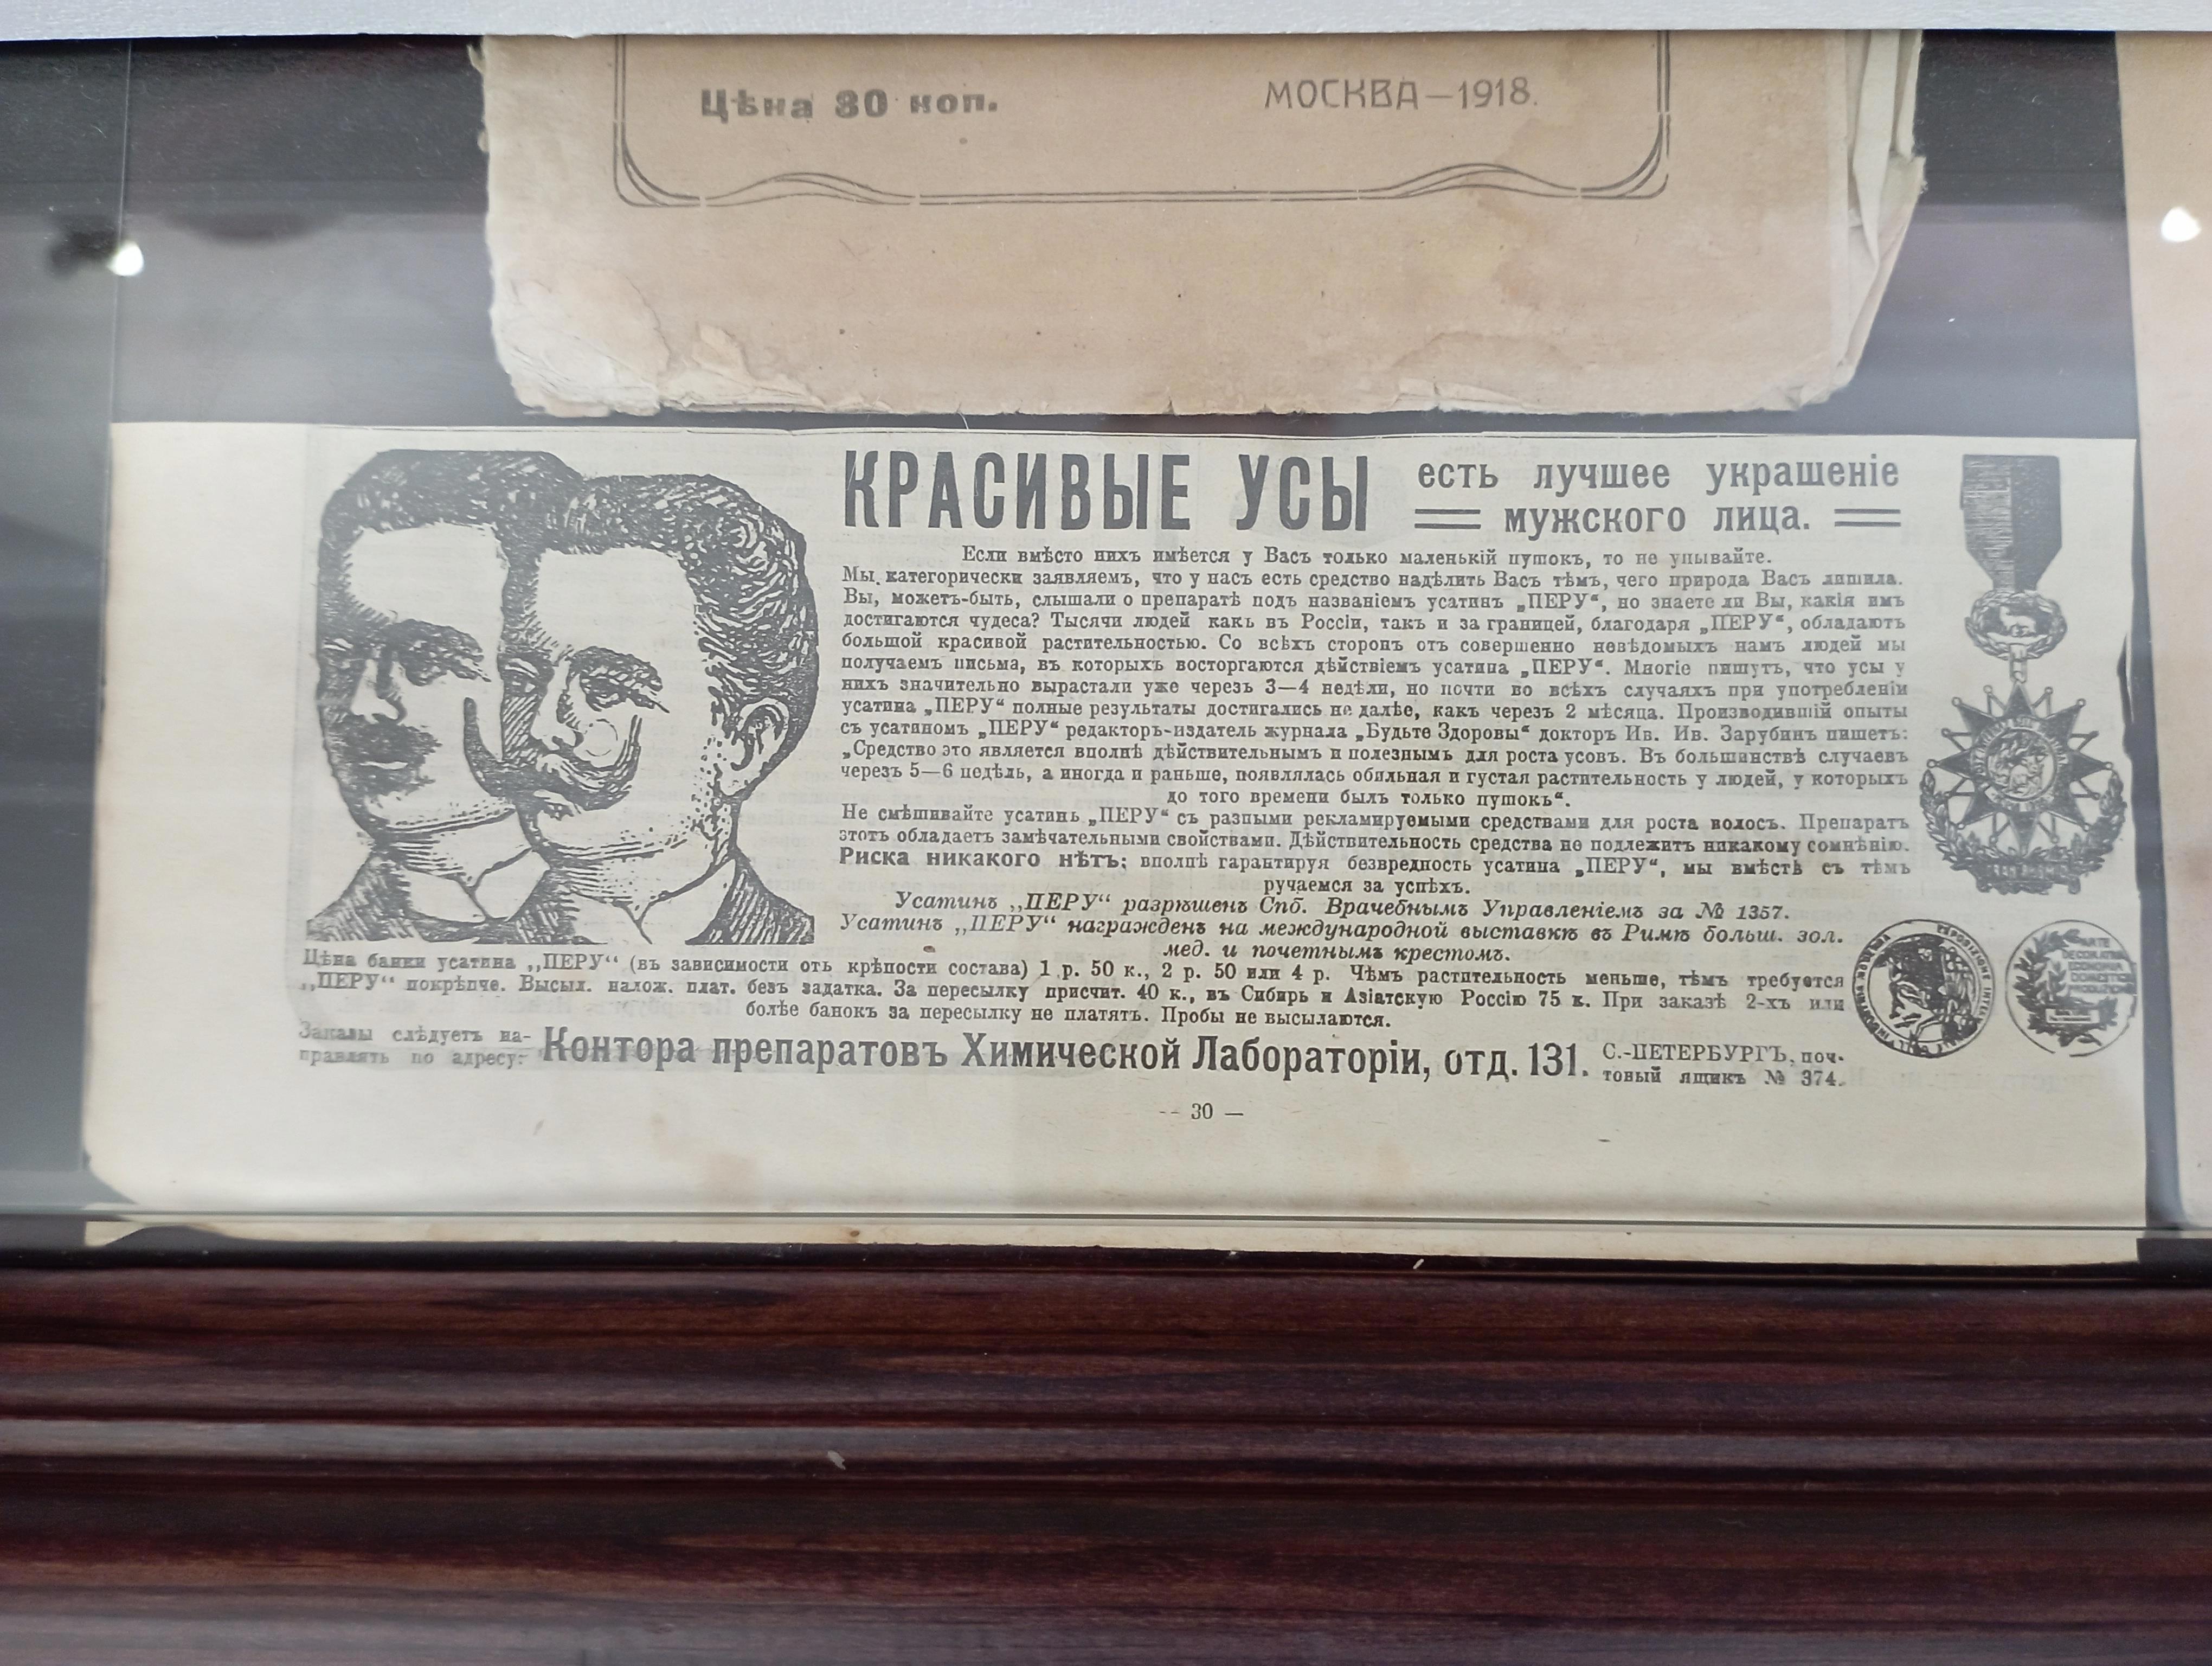 Цѣна 30 коп.
МОСКВА—1918.
КРАСИВЫЕ УСЫ есть лучшее украшеніе
мужского лица.
Если вмѣсто нихъ имѣется у Васъ только маленькій пушокъ, то не унывайте.
Мы категорически заявляемъ, что у насъ есть средство надѣлить Васъ тѣмъ, чего природа Васъ лишила.
Вы, можетъ-быть, слышали о препаратѣ подъ названіемъ усатинъ „ПЕРУ“, но знаете ли Вы, какія имъ
достигаются чудеса? Тысячи людей какъ въ Россіи, такъ и за границей, благодаря „ПЕРУ“, обладаютъ
большой красивой растительностью. Со всѣхъ сторонъ отъ совершенно невѣдомыхъ намъ людей мы
получаемъ письма, въ которыхъ восторгаются дѣйствіемъ усатина „ПЕРУ“. Многіе пишутъ, что усы у
нихъ значительно вырастали уже черезъ 3—4 недѣли, но почти во всѣхъ случаяхъ при употребленіи
усатина „ПЕРУ“ полные результаты достигались не далѣе, какъ черезъ 2 мѣсяца. Производившій опыты
съ усатиномъ „ПЕРУ“ редакторъ-издатель журнала „Будьте Здоровы“ докторъ Ив. Ив. Зарубинъ пишетъ:
„Средство это является вполнѣ дѣйствительнымъ и полезнымъ для роста усовъ. Въ большинствѣ случаевъ
черезъ 5—6 недѣль, а иногда и раньше, появлялась обильная и густая растительность у людей, у которыхъ
до того времени былъ только пушокъ“.
Не смѣшивайте усатинъ „ПЕРУ“ съ разными рекламируемыми средствами для роста волосъ. Препаратъ
этотъ обладаетъ замѣчательными свойствами. Дѣйствительность средства не подлежитъ никакому сомнѣнію.
Риска никакого нѣтъ; вполнѣ гарантируя безвредность усатина „ПЕРУ“, мы вмѣстѣ съ тѣмъ
ручаемся за успѣхъ.
Усатинъ „ПЕРУ“ разрѣшенъ Спб. Врачебнымъ Управленіемъ за № 1357.
Усатинъ „ПЕРУ“ награжденъ на международной выставкѣ въ Римѣ больш. зол.
мед. и почетнымъ крестомъ.
Цѣна банки усатина „ПЕРУ“ (въ зависимости отъ крѣпости состава) 1 р. 50 к., 2 р. 50 или 4 р. Чѣмъ растительность меньше, тѣмъ требуется
„ПЕРУ“ покрѣпче. Высыл. налож. плат. безъ задатка. За пересылку присчит. 40 к., въ Сибирь и Азіатскую Россію 75 к. При заказѣ 2-хъ или
болѣе банокъ за пересылку не платятъ. Пробы не высылаются.
Заказы слѣдуетъ на-
правлять по адресу:
Контора препаратовъ Химической Лабораторіи, отд. 131.
С.-ПЕТЕРБУРГЪ, поч-
товый ящикъ № 374.
-- 30 —